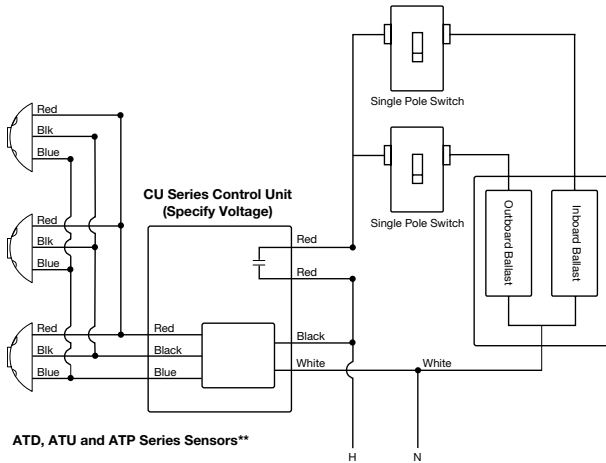 Single Pole Switch
Red
Blk
Blue
Single Pole Switch
CU Series Control Unit
(Specify Voltage)
Outboard Ballast
Inboard Ballast
Red
Blk
Blue
Red
Red
Red
Blk
Blue
Red
Black
Blue
Black
White
White
ATD, ATU and ATP Series Sensors**
H
N